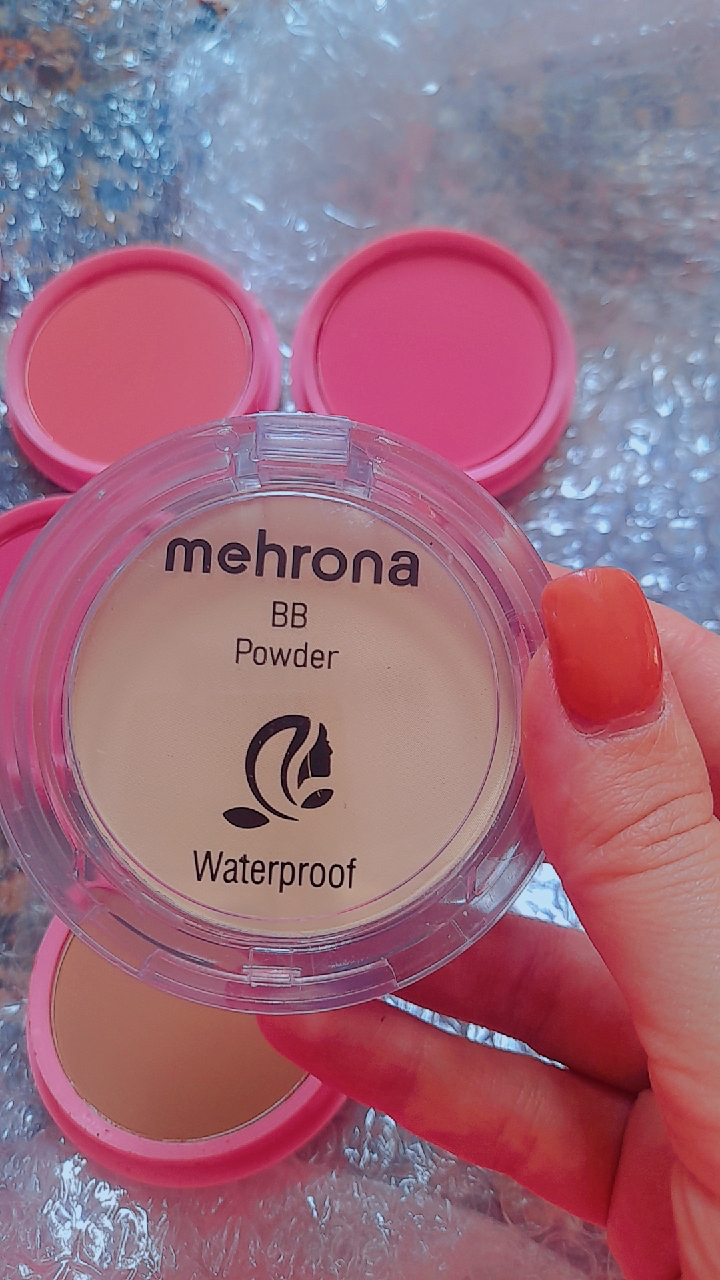 mehrona
BB
Powder
Waterproof